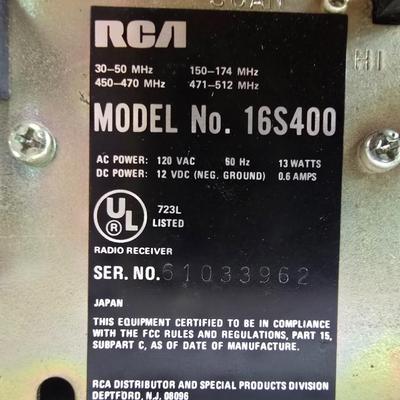 SCAN
RCA
30–50 MHz 150–174 MHz
450–470 MHz 471–512 MHz
MODEL No. 16S400
AC POWER: 120 VAC 60 Hz 13 WATTS
DC POWER: 12 VDC (NEG. GROUND) 0.6 AMPS
UL ® 723L
LISTED
RADIO RECEIVER
SER. NO. 61033962
JAPAN
THIS EQUIPMENT CERTIFIED TO BE IN COMPLIANCE
WITH THE FCC RULES AND REGULATIONS, PART 15,
SUBPART C, AS OF DATE OF MANUFACTURE.
RCA DISTRIBUTOR AND SPECIAL PRODUCTS DIVISION
DEPTFORD, N.J. 08096